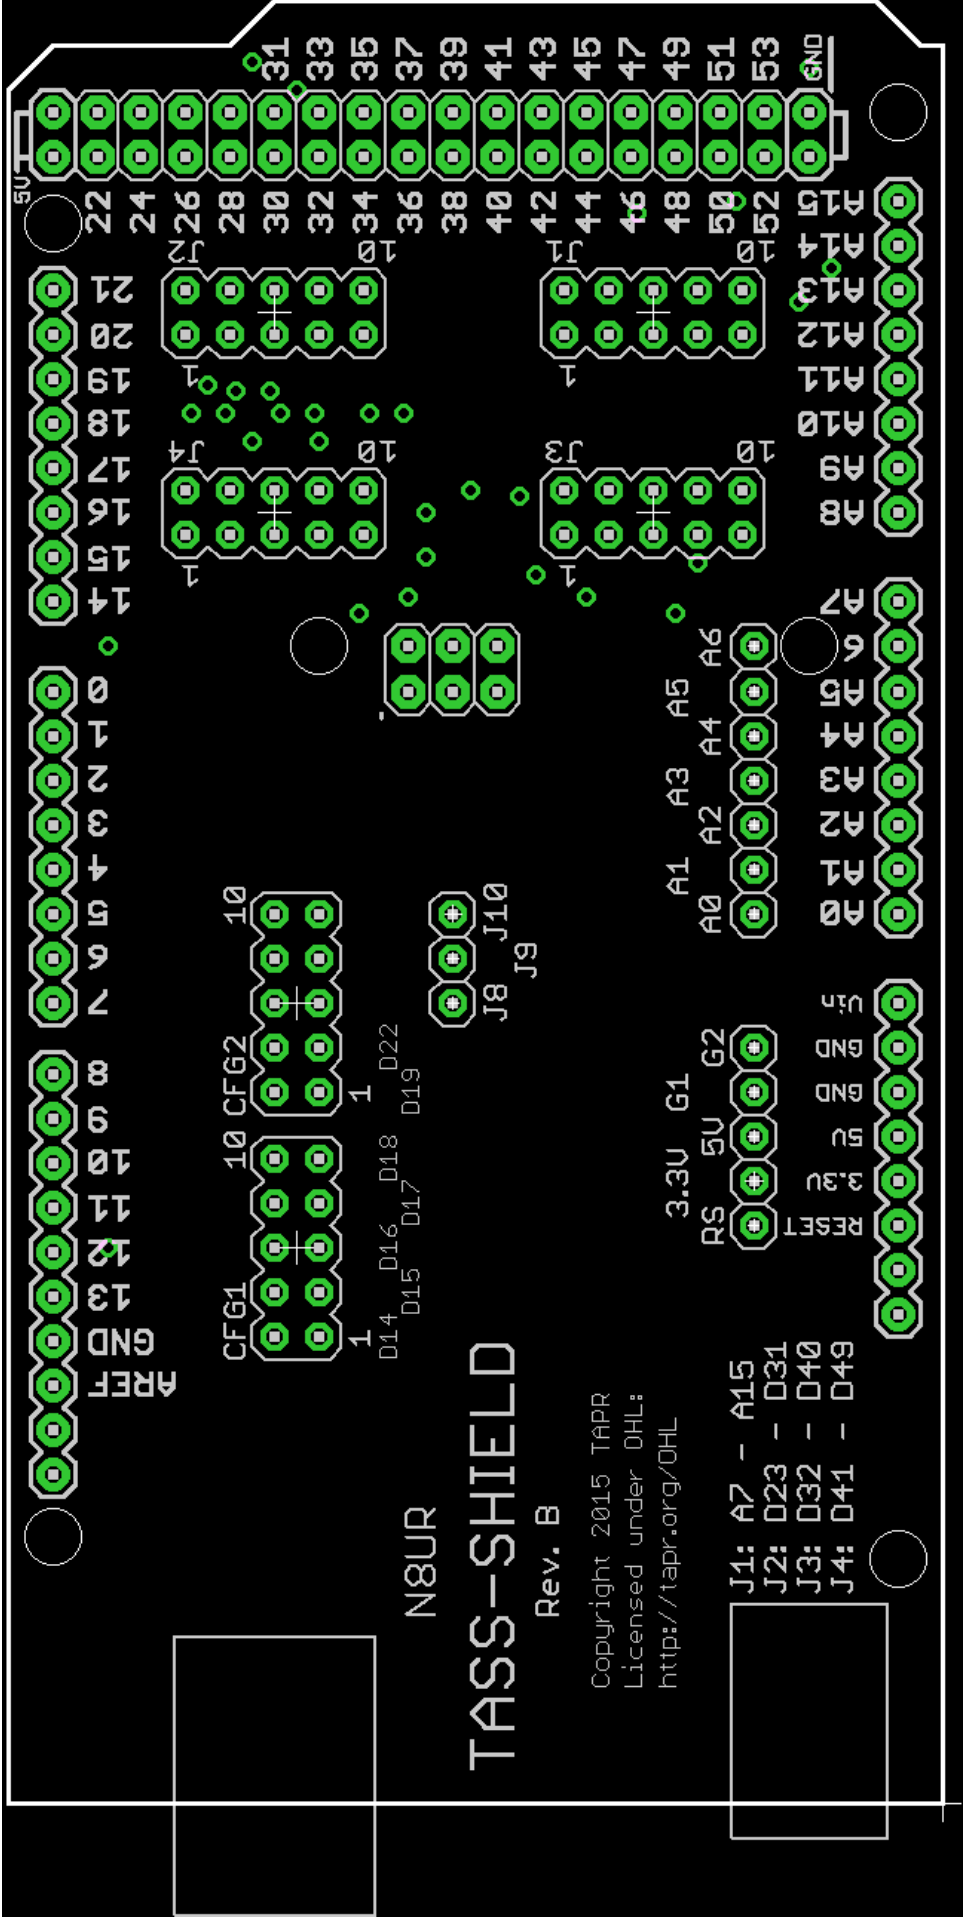 31 33 35 37 39 41 43 45 47 49 51 53 GND
5V
22 24 26 28 30 32 34 36 38 40 42 44 46 48 50 52
J2 10
1
J1 10
1
J4 10
1
J3 10
1
21
20
19
18
17
16
15
14
0
1
2
3
4
5
6
7
8
9
10
11
12
13
GND
AREF
A15
A14
A13
A12
A11
A10
A9
A8
A7
6
A5
A4
A3
A2
A1
A0
Vin
GND
GND
5V
3.3V
RESET
A6
A5
A4
A3
A2
A1
A0
J10
J9
J8
10
CFG2
1
10
CFG1
1
D22
D19
D18
D17
D16
D15
D14
G2
G1
5V
3.3V
RS
N8UR
TASS-SHIELD
Rev. B
Copyright 2015 TAPR
Licensed under OHL:
http://tapr.org/OHL
J1: A7 - A15
J2: D23 - D31
J3: D32 - D40
J4: D41 - D49